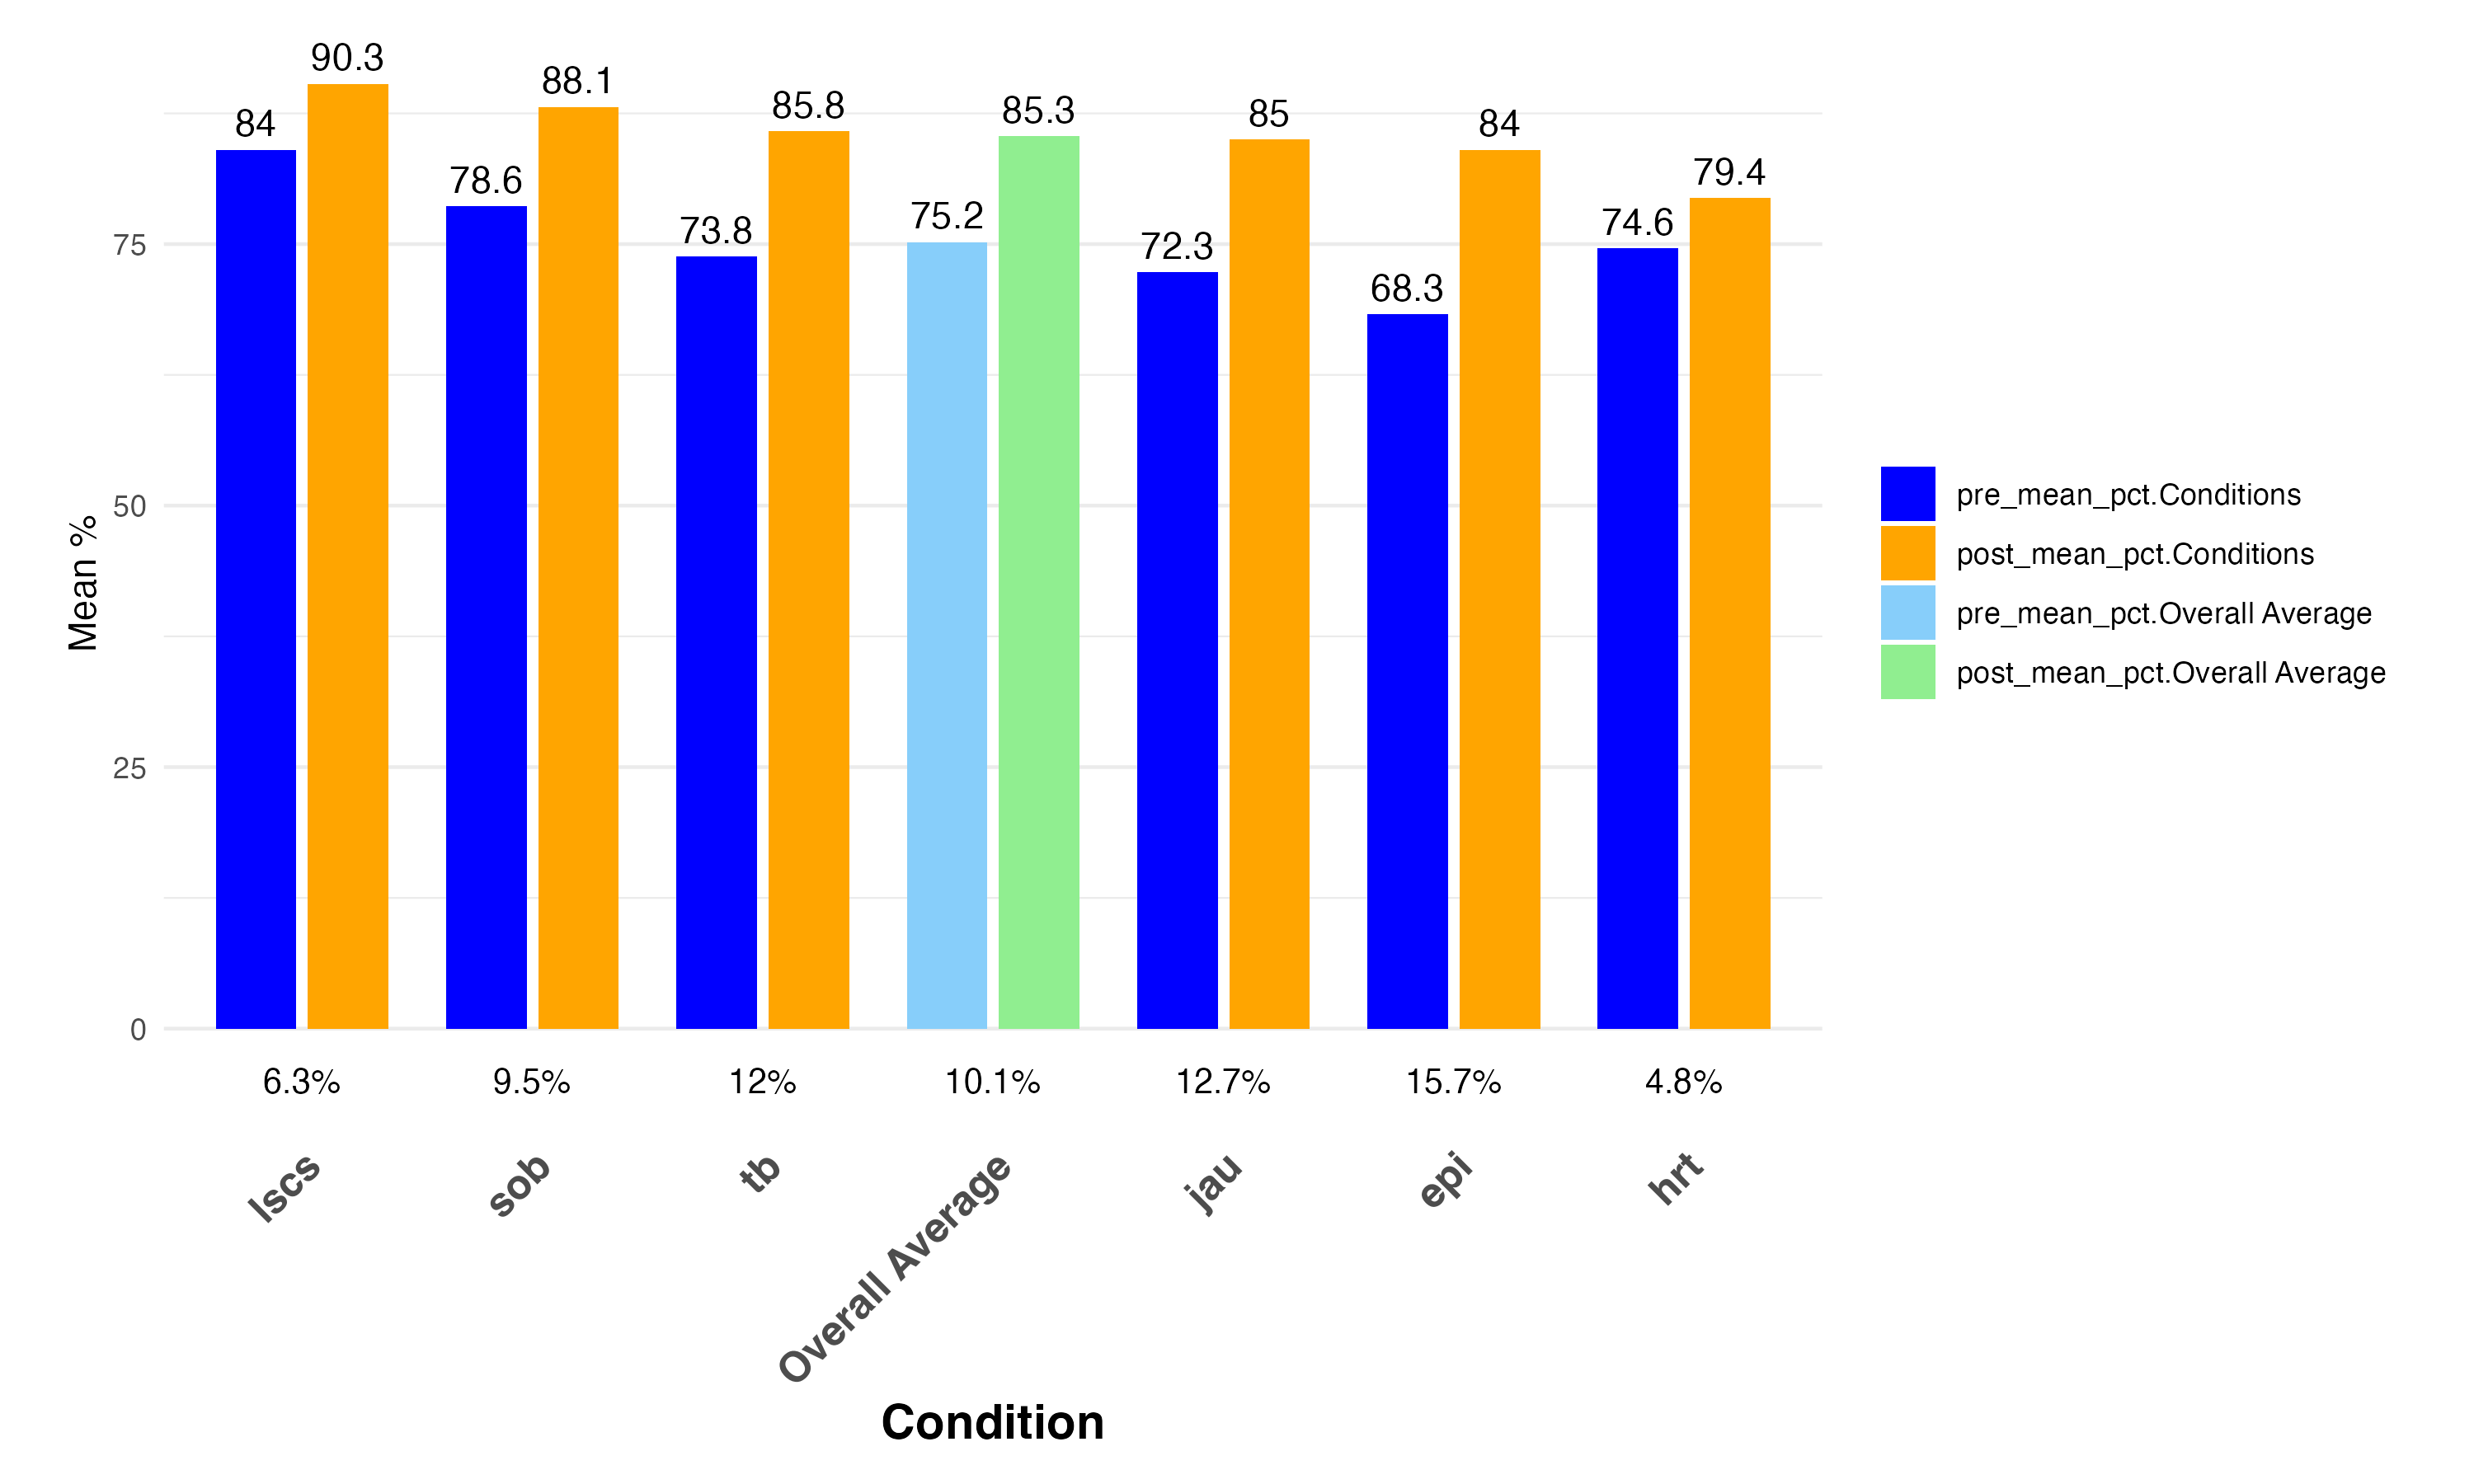 90.3
84
88.1
78.6
85.8
73.8
85.3
75.2
85
72.3
84
68.3
79.4
74.6
75
50
25
0
Mean %
6.3%
9.5%
12%
10.1%
12.7%
15.7%
4.8%
lscs
sob
tb
Overall Average
jau
epi
hrt
Condition
pre_mean_pct.Conditions
post_mean_pct.Conditions
pre_mean_pct.Overall Average
post_mean_pct.Overall Average